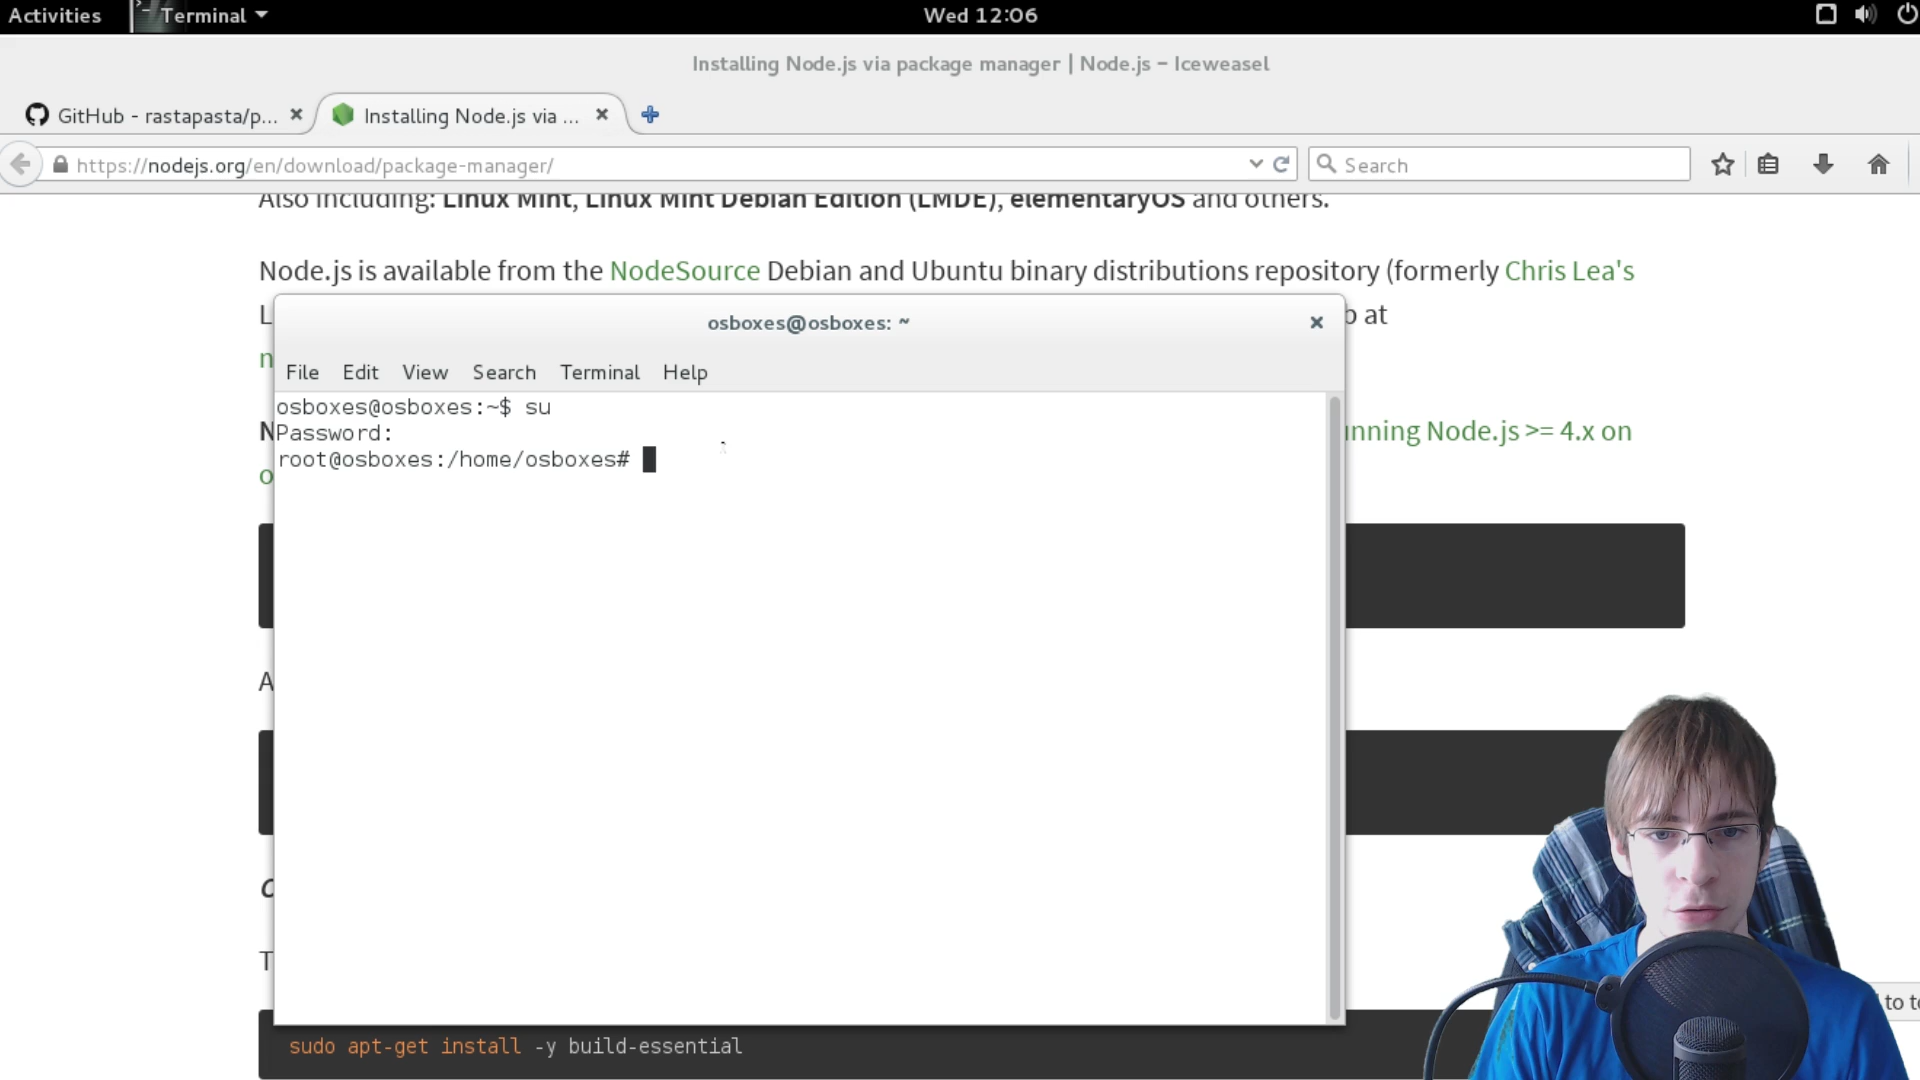 Activities
Terminal
Wed 12:06
Installing Node.js via package manager | Node.js – Iceweasel
GitHub - rastapasta/p...
Installing Node.js via ...
https://nodejs.org/en/download/package-manager/
Search
Also including: Linux Mint, Linux Mint Debian Edition (LMDE), elementaryOS and others.
Node.js is available from the NodeSource Debian and Ubuntu binary distributions repository (formerly Chris Lea's
L
b at
n
osboxes@osboxes: ~
File Edit View Search Terminal Help
osboxes@osboxes:~$ su
N
Password:
nning Node.js >= 4.x on
root@osboxes:/home/osboxes#
o
A
C
T
to t
sudo apt-get install -y build-essential